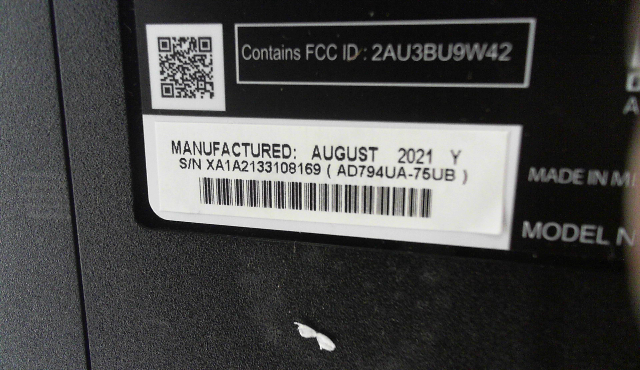 Contains FCC ID : 2AU3BU9W42
MANUFACTURED: AUGUST 2021 Y
S/N XA1A2133108169 ( AD794UA-75UB )
MADE IN
MODEL